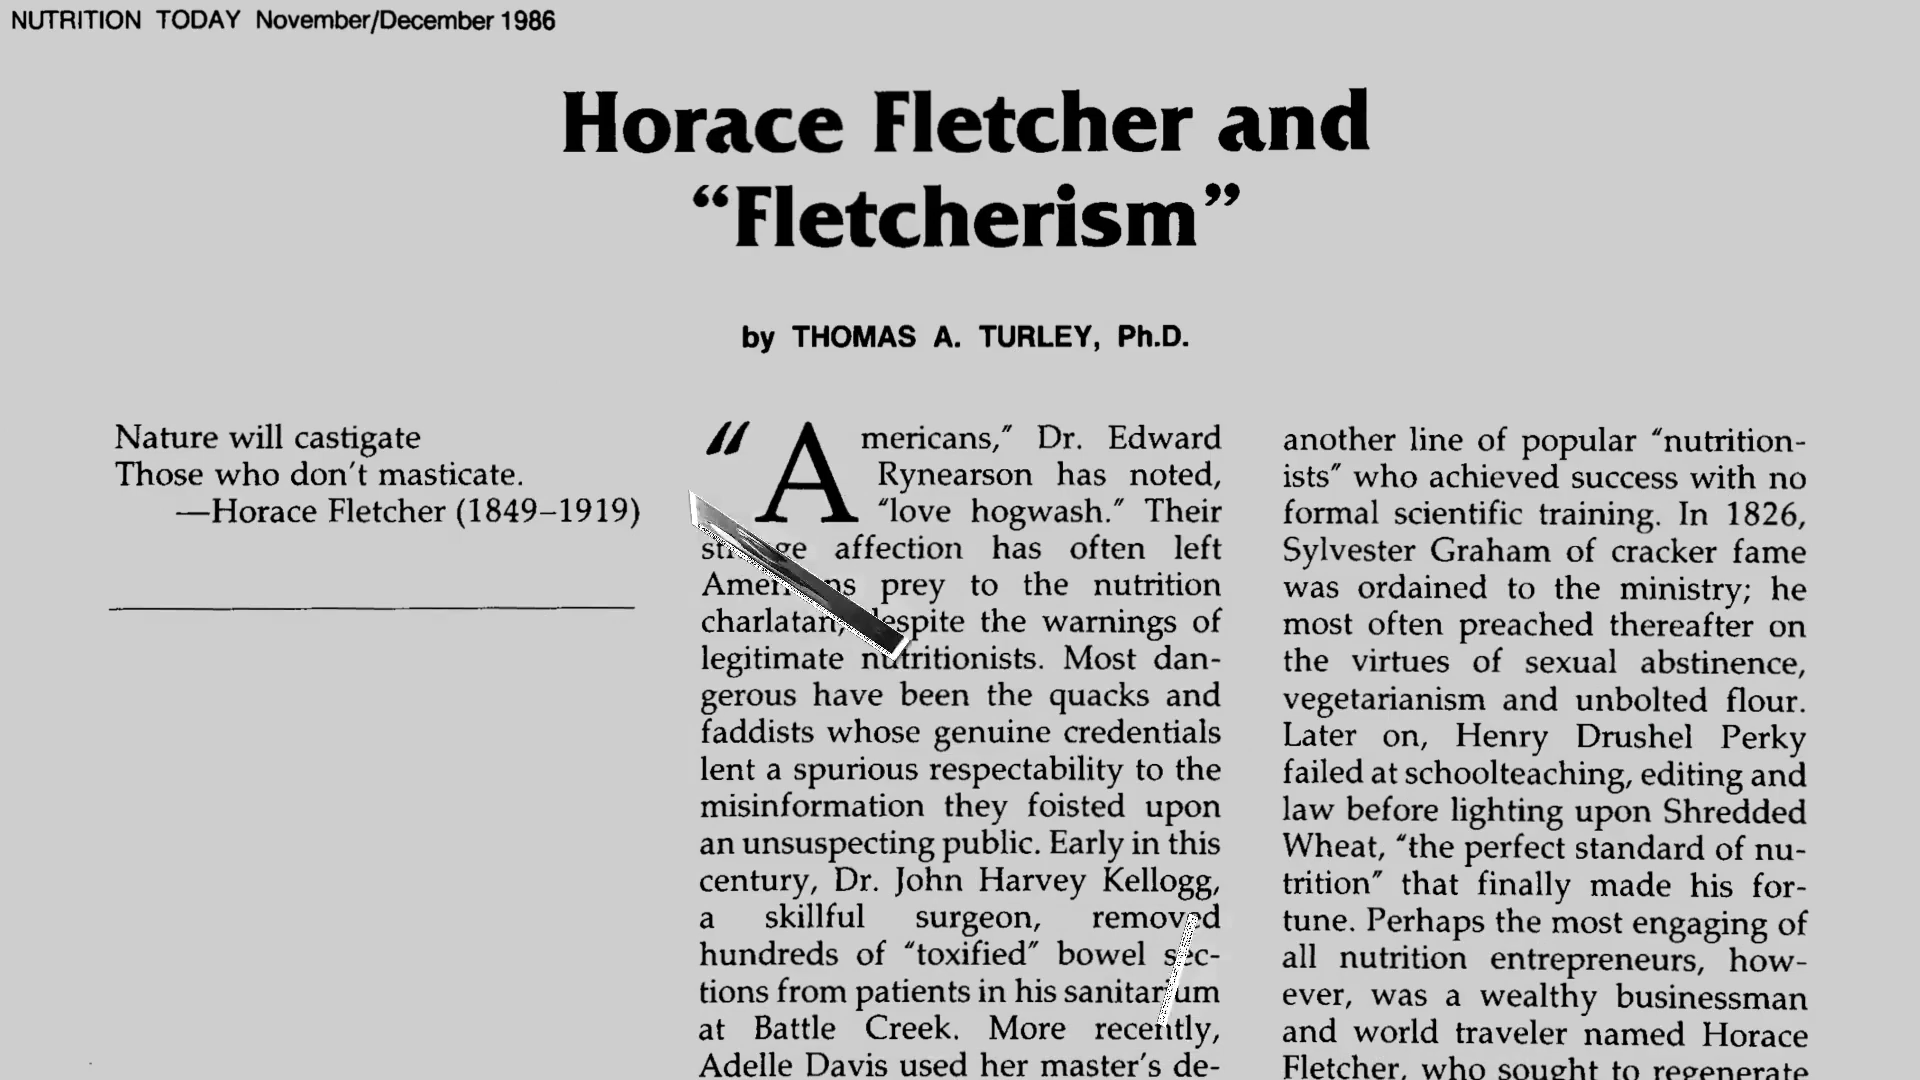 NUTRITION TODAY November/December 1986
Horace Fletcher and
“Fletcherism”
by THOMAS A. TURLEY, Ph.D.
Nature will castigate
Those who don't masticate.
—Horace Fletcher (1849–1919)
“Americans,” Dr. Edward
Rynearson has noted,
“love hogwash.” Their
affection has often left
prey to the nutrition
charlatan, despite the warnings of
legitimate nutritionists. Most dan-
gerous have been the quacks and
faddists whose genuine credentials
lent a spurious respectability to the
misinformation they foisted upon
an unsuspecting public. Early in this
century, Dr. John Harvey Kellogg,
a skillful surgeon, removed
hundreds of “toxified” bowel sec-
tions from patients in his sanitarium
at Battle Creek. More recently,
Adelle Davis used her master's de-
another line of popular “nutrition-
ists” who achieved success with no
formal scientific training. In 1826,
Sylvester Graham of cracker fame
was ordained to the ministry; he
most often preached thereafter on
the virtues of sexual abstinence,
vegetarianism and unbolted flour.
Later on, Henry Drushel Perky
failed at schoolteaching, editing and
law before lighting upon Shredded
Wheat, “the perfect standard of nu-
trition” that finally made his for-
tune. Perhaps the most engaging of
all nutrition entrepreneurs, how-
ever, was a wealthy businessman
and world traveler named Horace
Fletcher, who sought to regenerate